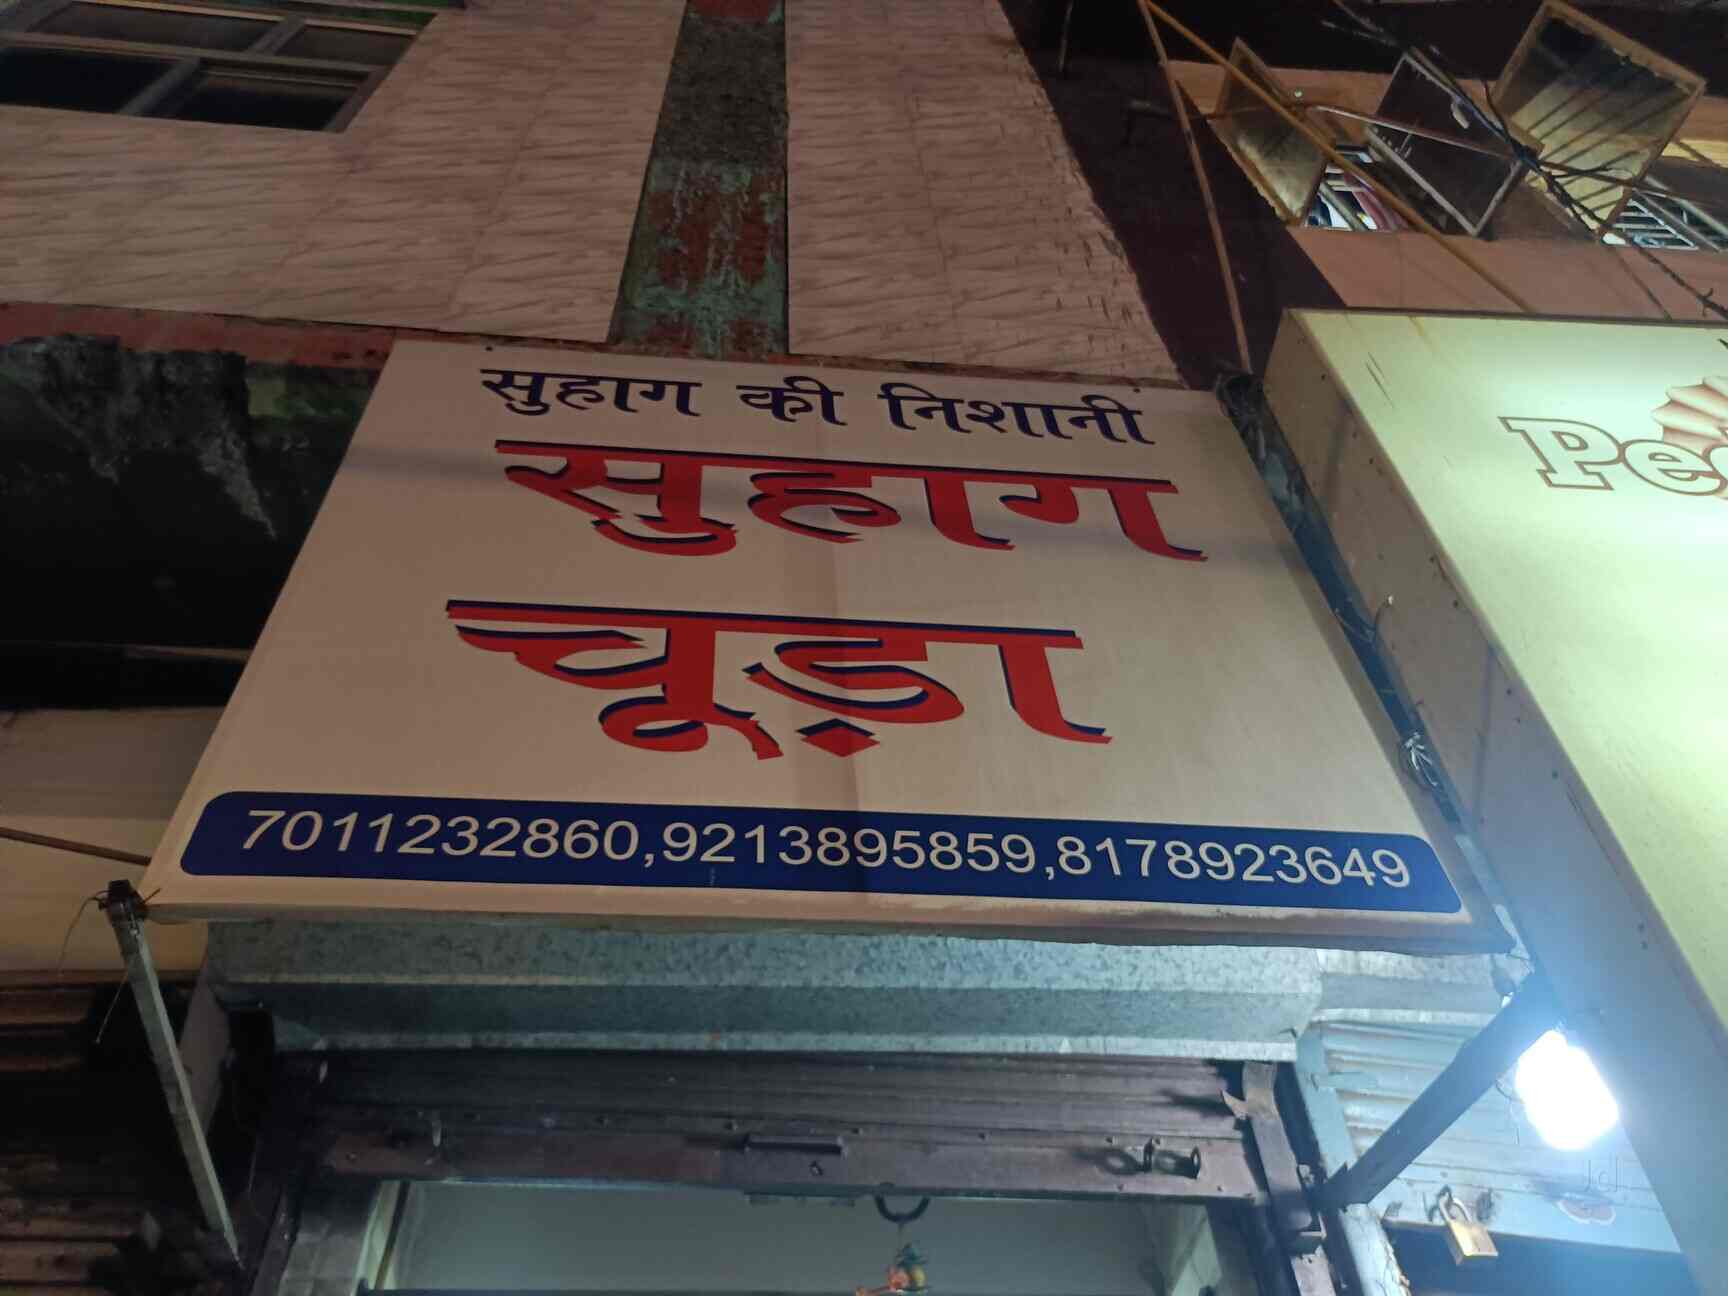 सुहाग की निशानी
सुहाग
चूड़ा
7011232860,9213895859,8178923649